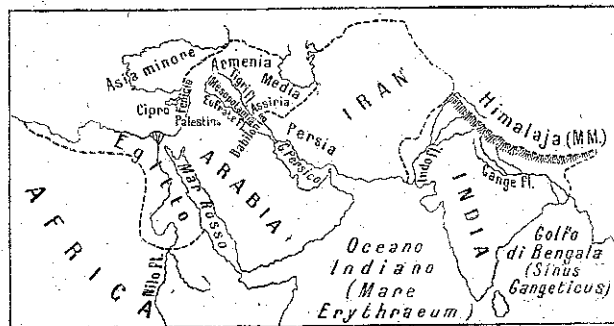 Armenia
Asia minore
Tigri fl.
Media
Mesopotamia
Cipro
Fenicia
Assiria
Eufrate Fl.
Palestina
Babilonia
Persia
IRAN
Himalaja (MM.)
Egitto
ARABIA
G. Persico
Indo fl.
Gange Fl.
Mar Rosso
INDIA
AFRICA
Nilo Fl.
Oceano
Indiano
(Mare
Erythraeum)
Golfo
di Bengala
(Sinus
Gangeticus)